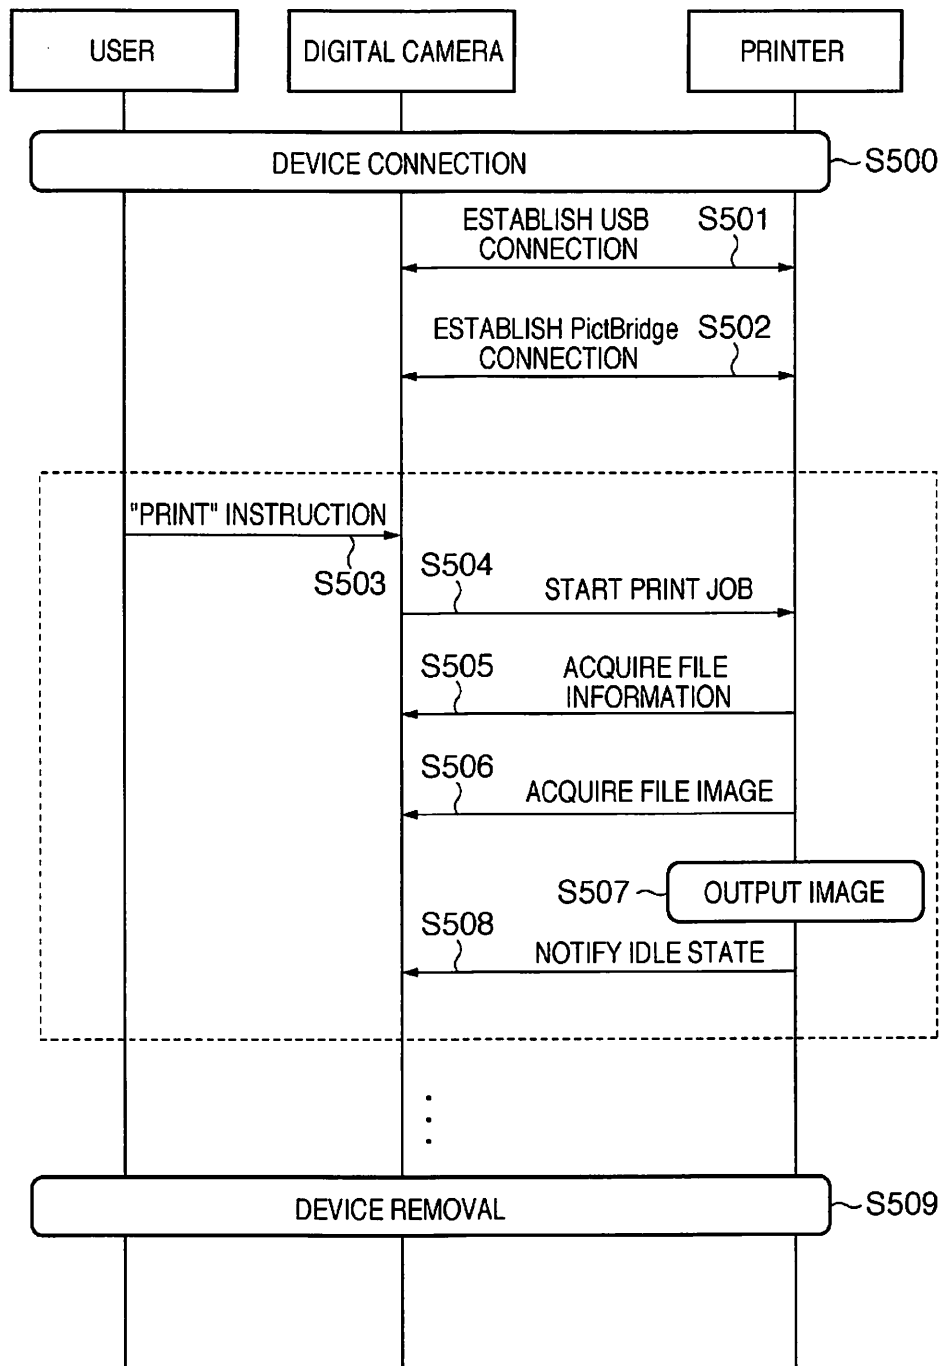 USER
DIGITAL CAMERA
PRINTER
DEVICE CONNECTION
S500
ESTABLISH USB
CONNECTION
S501
ESTABLISH PictBridge
CONNECTION
S502
"PRINT" INSTRUCTION
S503
S504
START PRINT JOB
S505
ACQUIRE FILE
INFORMATION
S506
ACQUIRE FILE IMAGE
S507
OUTPUT IMAGE
S508
NOTIFY IDLE STATE
DEVICE REMOVAL
S509